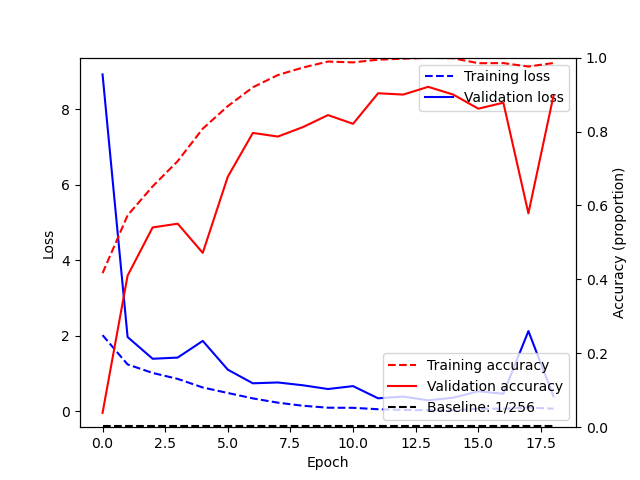 Training loss
Validation loss
Training accuracy
Validation accuracy
Baseline: 1/256
Loss
8
6
4
2
0
Accuracy (proportion)
1.0
0.8
0.6
0.4
0.2
0.0
0.0 2.5 5.0 7.5 10.0 12.5 15.0 17.5
Epoch